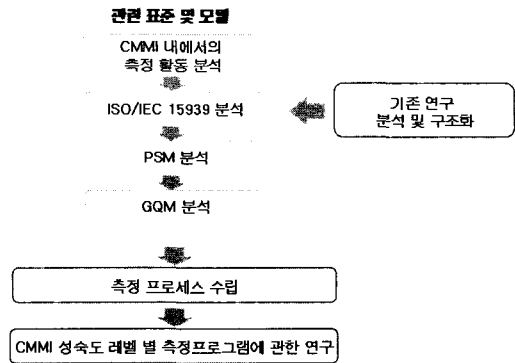 관련 표준 및 모델
CMMI 내에서의
측정 활동 분석
ISO/IEC 15939 분석
기존 연구
분석 및 구조화
PSM 분석
GQM 분석
측정 프로세스 수립
CMMI 성숙도 레벨 별 측정프로그램에 관한 연구